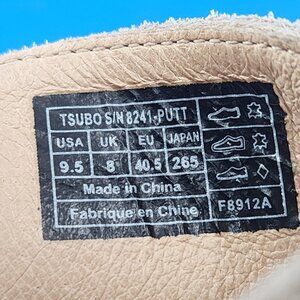 TSUBO S/N 8241-PUTT
USA UK EU JAPAN
9.5 8 40.5 265
Made in China
Fabrique en Chine F8912A